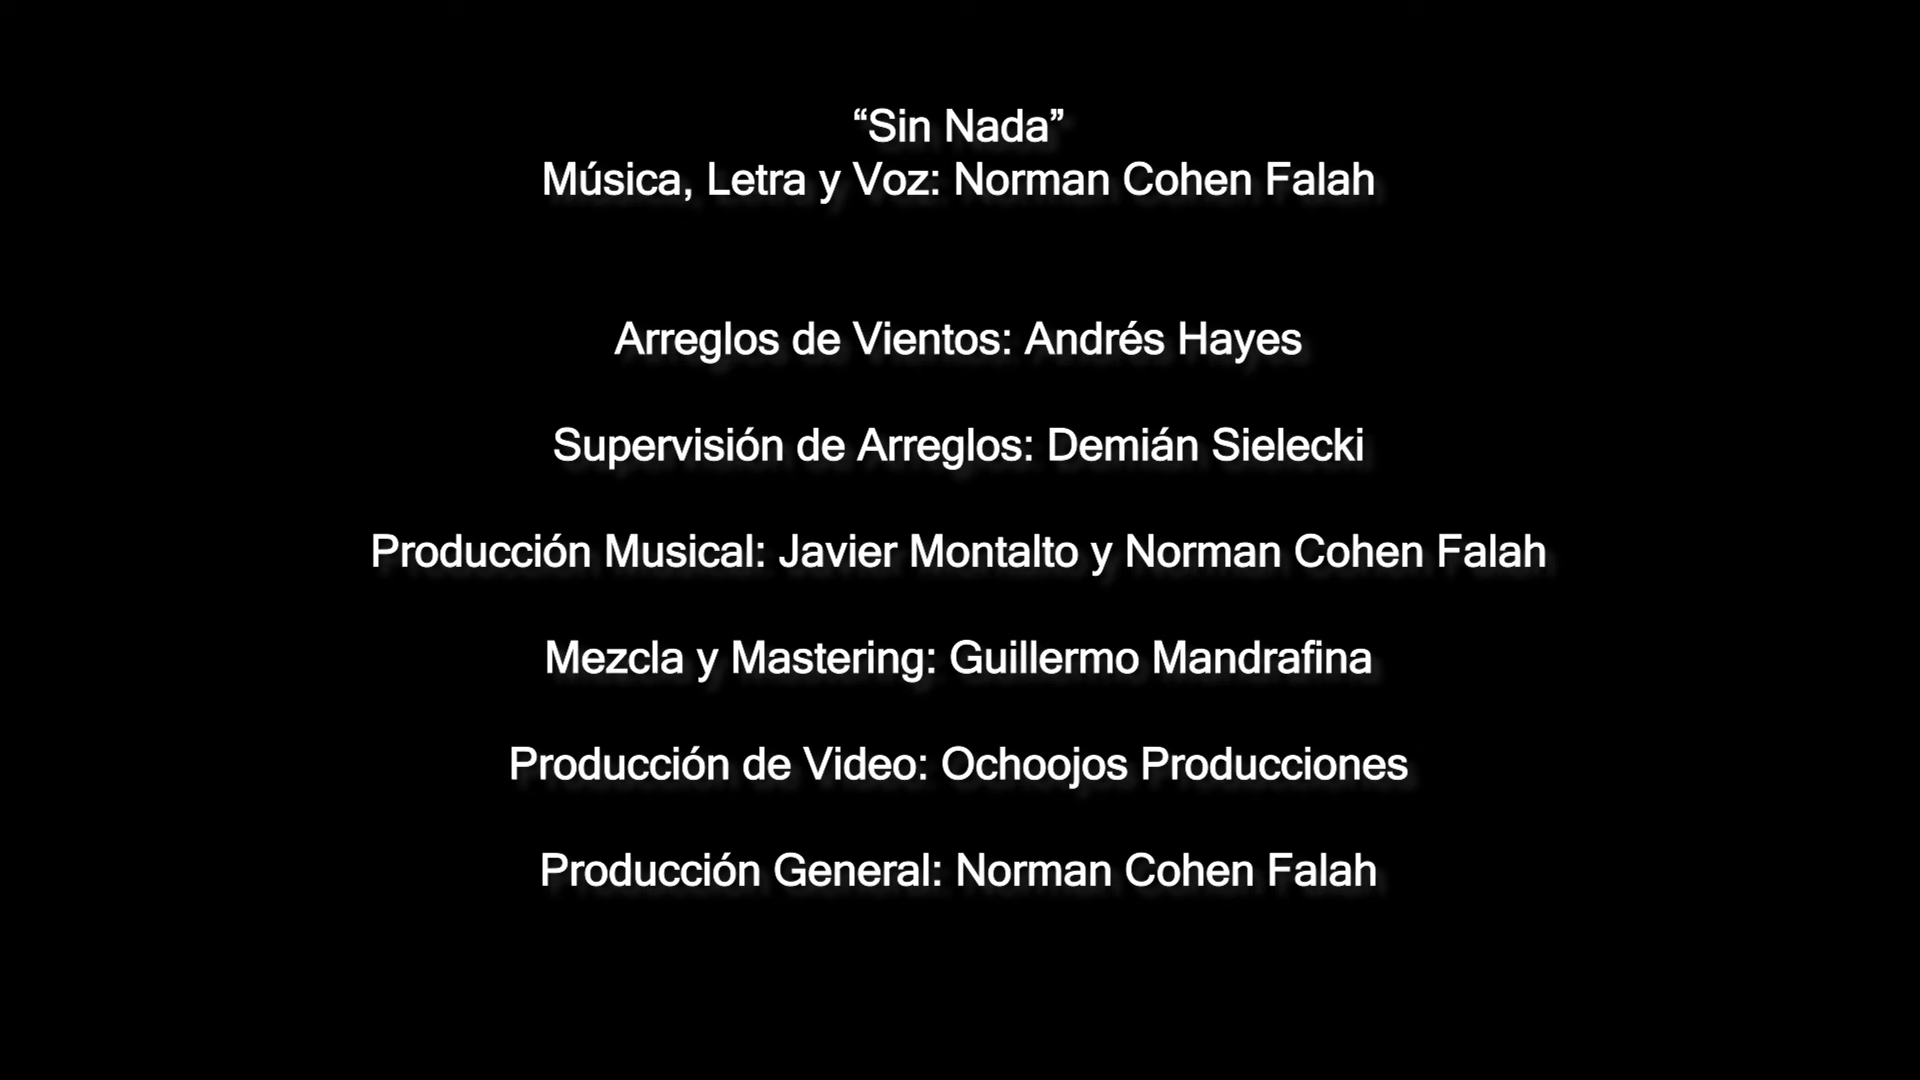 “Sin Nada”
Música, Letra y Voz: Norman Cohen Falah
Arreglos de Vientos: Andrés Hayes
Supervisión de Arreglos: Demián Sielecki
Producción Musical: Javier Montalto y Norman Cohen Falah
Mezcla y Mastering: Guillermo Mandrafina
Producción de Video: Ochoojos Producciones
Producción General: Norman Cohen Falah